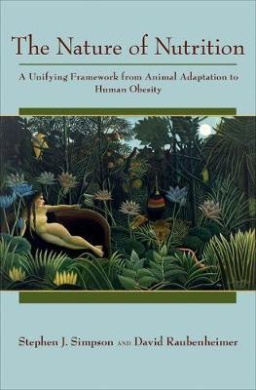 The Nature of Nutrition
A Unifying Framework from Animal Adaptation to
Human Obesity
Stephen J. Simpson AND David Raubenheimer